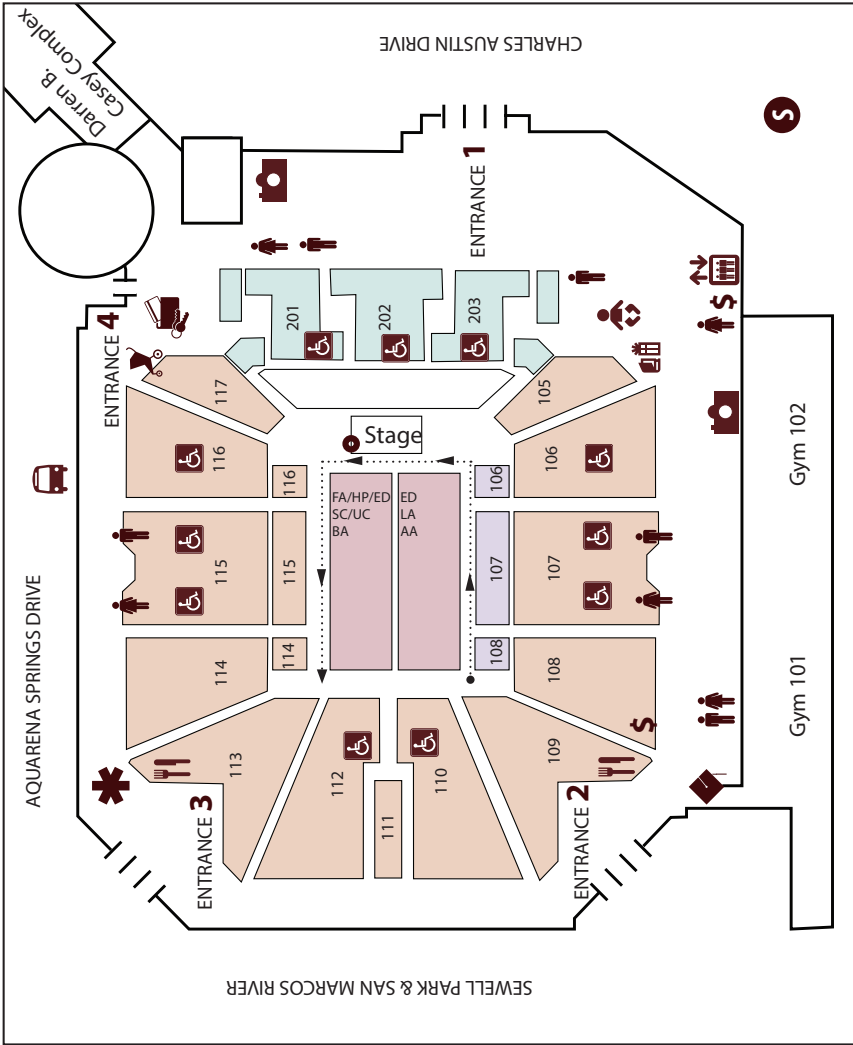 Darren B.
Casey Complex
CHARLES AUSTIN DRIVE
S
ENTRANCE 1
ENTRANCE 4
201
202
203
117
105
Stage
116
116
106
106
$
FA/HP/ED
SC/UC
BA
ED
LA
AA
Gym 102
AQUARENA SPRINGS DRIVE
115
115
107
107
114
114
108
108
Gym 101
$
113
112
111
110
109
ENTRANCE 3
ENTRANCE 2
SEWELL PARK & SAN MARCOS RIVER